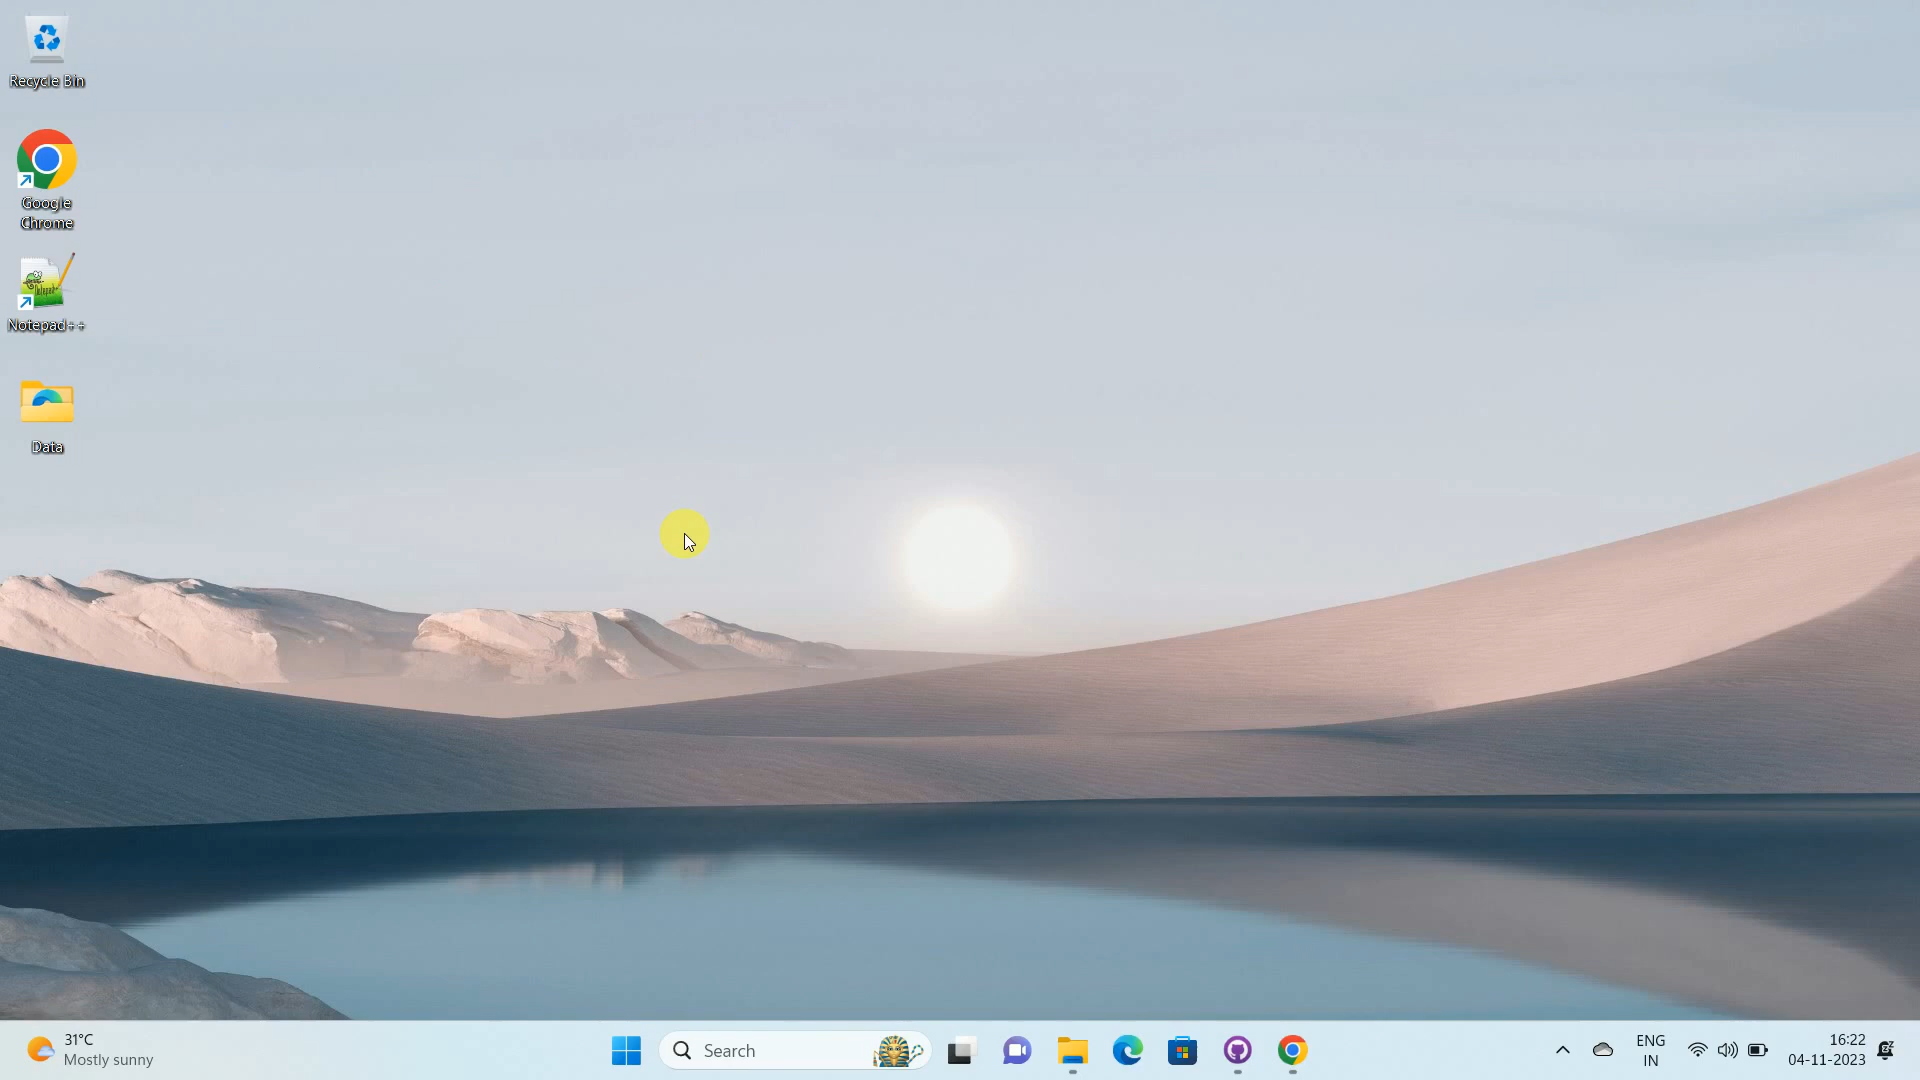 Recycle Bin
Google
Chrome
Notepad++
Data
31°C
Mostly sunny
Search
ENG
IN
16:22
04-11-2023